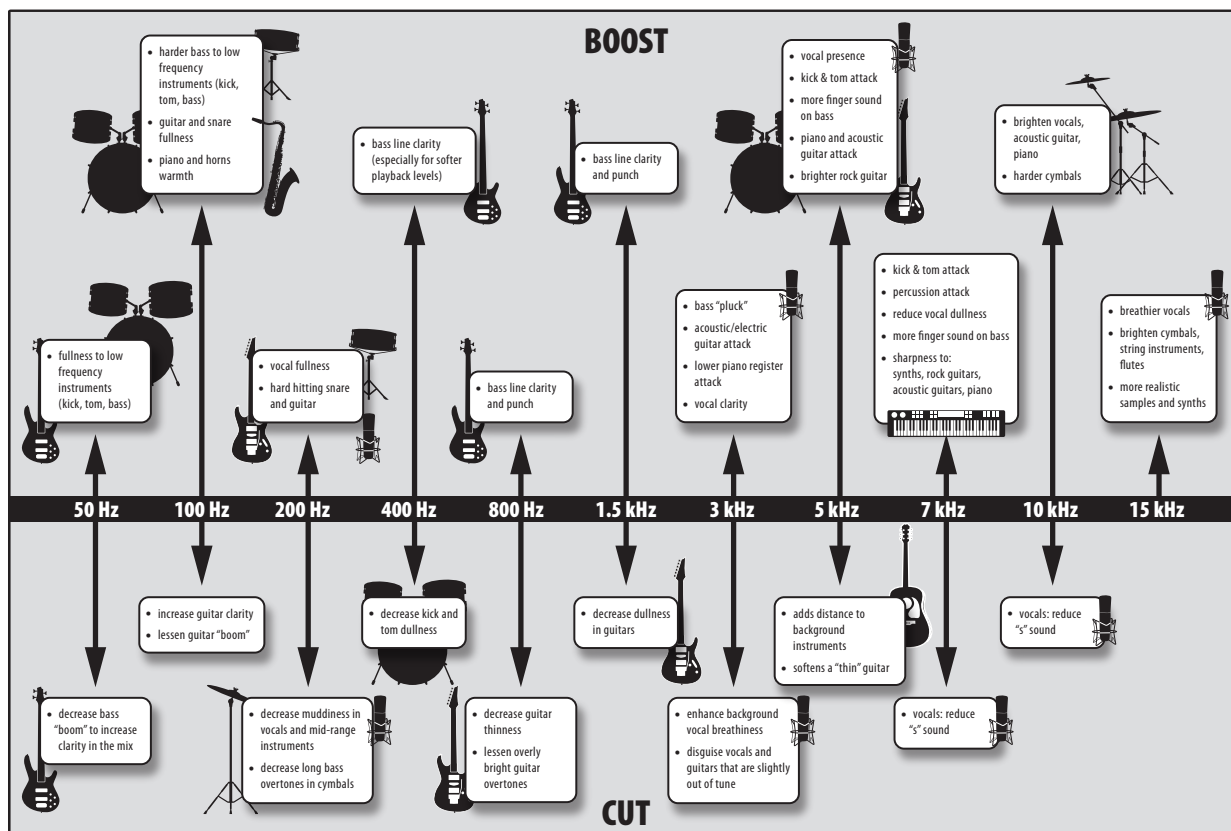 BOOST
• harder bass to low
frequency
instruments (kick,
tom, bass)
• guitar and snare
fullness
• piano and horns
warmth
• bass line clarity
(especially for softer
playback levels)
• bass line clarity
and punch
• vocal presence
• kick & tom attack
• more finger sound
on bass
• piano and acoustic
guitar attack
• brighter rock guitar
• brighten vocals,
acoustic guitar,
piano
• harder cymbals
• fullness to low
frequency
instruments
(kick, tom, bass)
• vocal fullness
• hard hitting snare
and guitar
• bass line clarity
and punch
• bass “pluck”
• acoustic/electric
guitar attack
• lower piano register
attack
• vocal clarity
• kick & tom attack
• percussion attack
• reduce vocal dullness
• more finger sound on bass
• sharpness to:
synths, rock guitars,
acoustic guitars, piano
• breathier vocals
• brighten cymbals,
string instruments,
flutes
• more realistic
samples and synths
50 Hz 100 Hz 200 Hz 400 Hz 800 Hz 1.5 kHz 3 kHz 5 kHz 7 kHz 10 kHz 15 kHz
• increase guitar clarity
• lessen guitar “boom”
• decrease kick and
tom dullness
• decrease dullness
in guitars
• adds distance to
background
instruments
• softens a “thin” guitar
• vocals: reduce
“s” sound
• decrease bass
“boom” to increase
clarity in the mix
• decrease muddiness in
vocals and mid-range
instruments
• decrease long bass
overtones in cymbals
• decrease guitar
thinness
• lessen overly
bright guitar
overtones
• enhance background
vocal breathiness
• disguise vocals and
guitars that are slightly
out of tune
• vocals: reduce
“s” sound
CUT